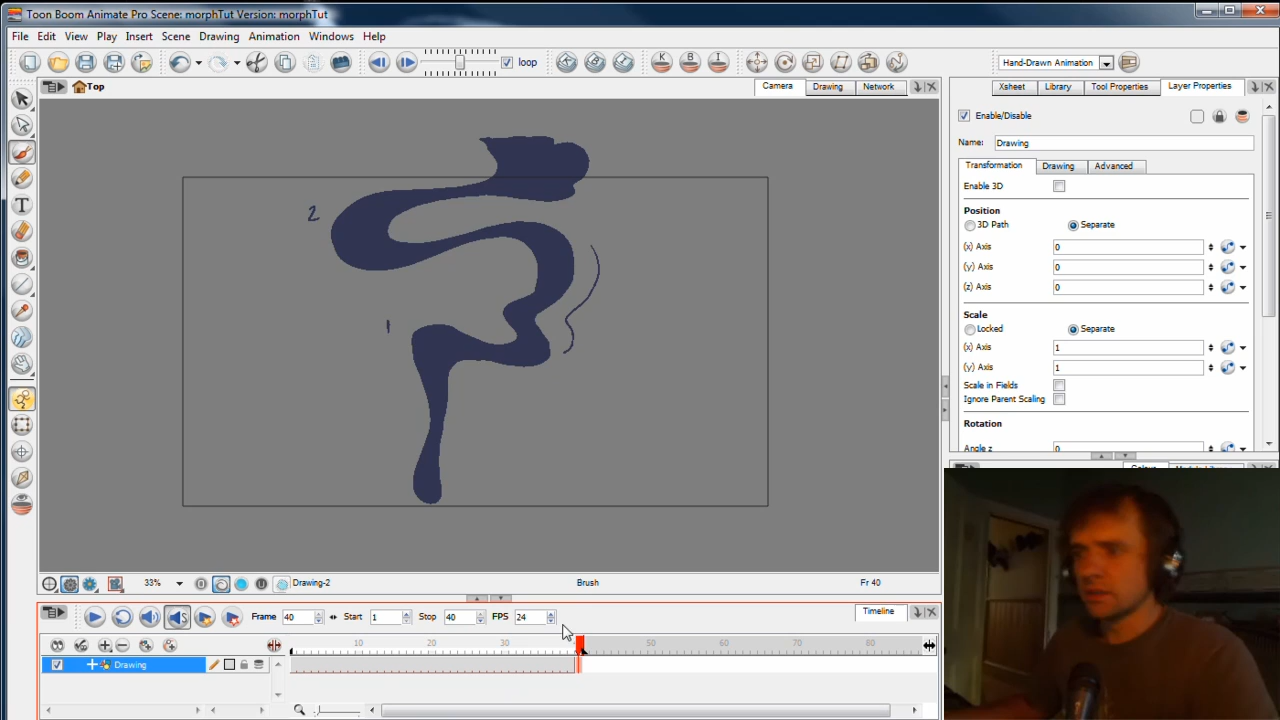 Toon Boom Animate Pro Scene: morphTut Version: morphTut
File Edit View Play Insert Scene Drawing Animation Windows Help
loop K B I Hand-Drawn Animation
Top Camera Drawing Network Xsheet Library Tool Properties Layer Properties
Enable/Disable
Name: Drawing
Transformation Drawing Advanced
Enable 3D
Position
3D Path Separate
(x) Axis 0
(y) Axis 0
(z) Axis 0
Scale
Locked Separate
(x) Axis 1
(y) Axis 1
Scale in Fields
Ignore Parent Scaling
Rotation
Angle z 0
2
1
33% Drawing-2 Brush Fr 40
Frame 40 Start 1 Stop 40 FPS 24 Timeline
10 20 30 50 60 70 80
Drawing